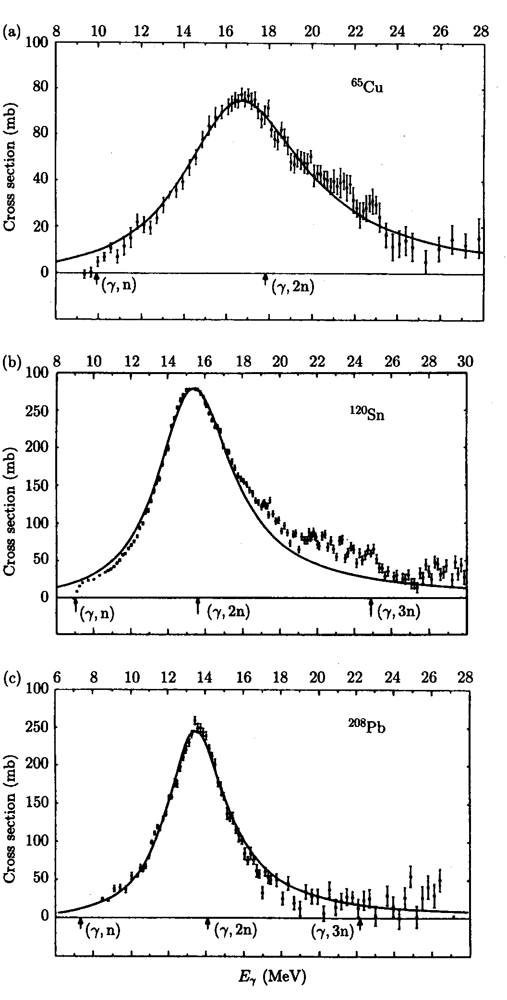 (a) 8 10 12 14 16 18 20 22 24 26 28
100
80
80
40
20
0
Cross section (mb)
⁶⁵Cu
(γ, n) (γ, 2n)
(b) 8 10 12 14 16 18 20 22 24 26 28 30
100
250
200
150
100
50
0
Cross section (mb)
¹²⁰Sn
(γ, n) (γ, 2n) (γ, 3n)
(c) 6 8 10 12 14 16 18 20 22 24 26 28
100
250
200
150
100
50
0
Cross section (mb)
²⁰⁸Pb
(γ, n) (γ, 2n) (γ, 3n)
Eγ (MeV)